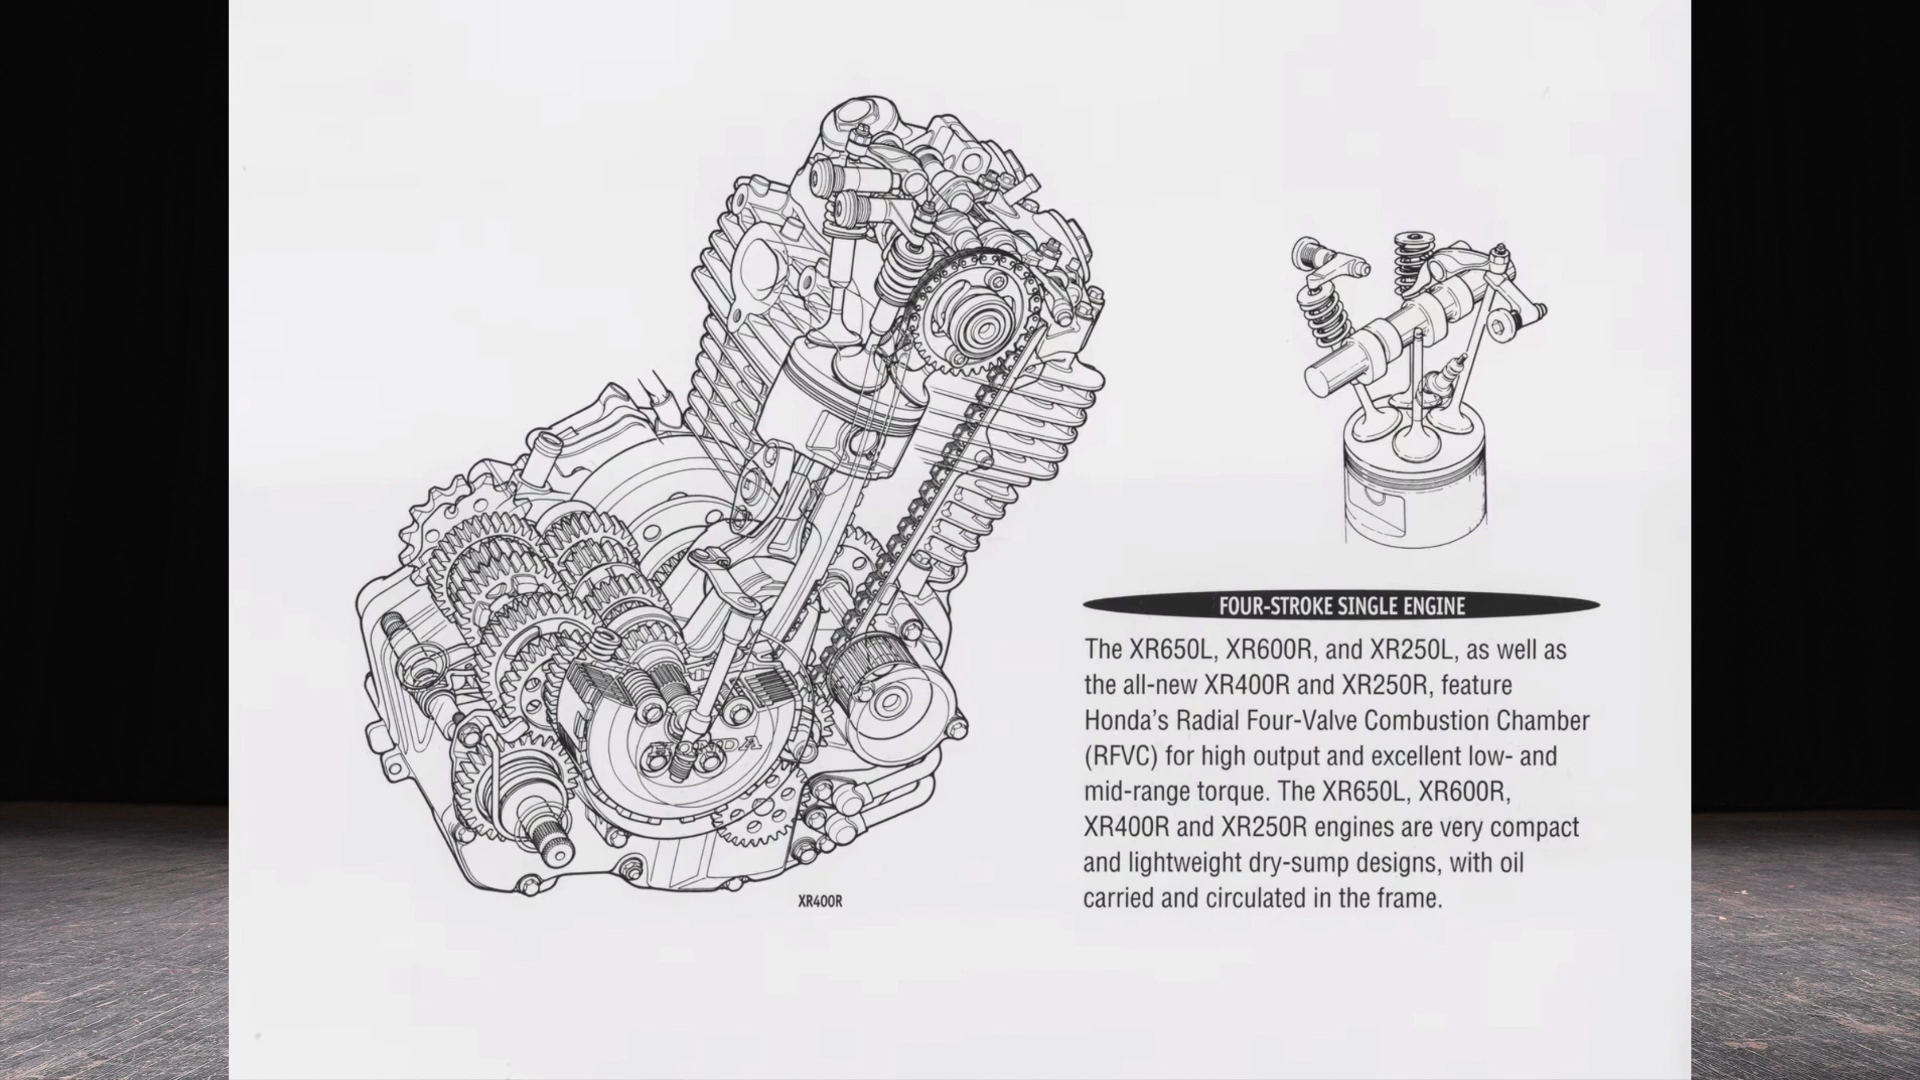 HONDA
XR400R
FOUR-STROKE SINGLE ENGINE
The XR650L, XR600R, and XR250L, as well as
the all-new XR400R and XR250R, feature
Honda's Radial Four-Valve Combustion Chamber
(RFVC) for high output and excellent low- and
mid-range torque. The XR650L, XR600R,
XR400R and XR250R engines are very compact
and lightweight dry-sump designs, with oil
carried and circulated in the frame.